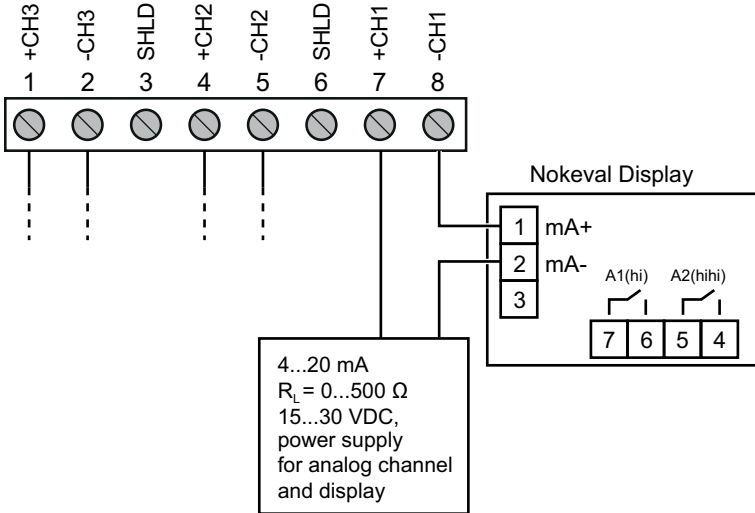 +CH3 -CH3 SHLD +CH2 -CH2 SHLD +CH1 -CH1
1 2 3 4 5 6 7 8
Nokeval Display
1 mA+
2 mA-
3
A1(hi) A2(hihi)
7 6 5 4
4...20 mA
RL= 0...500 Ω
15...30 VDC,
power supply
for analog channel
and display